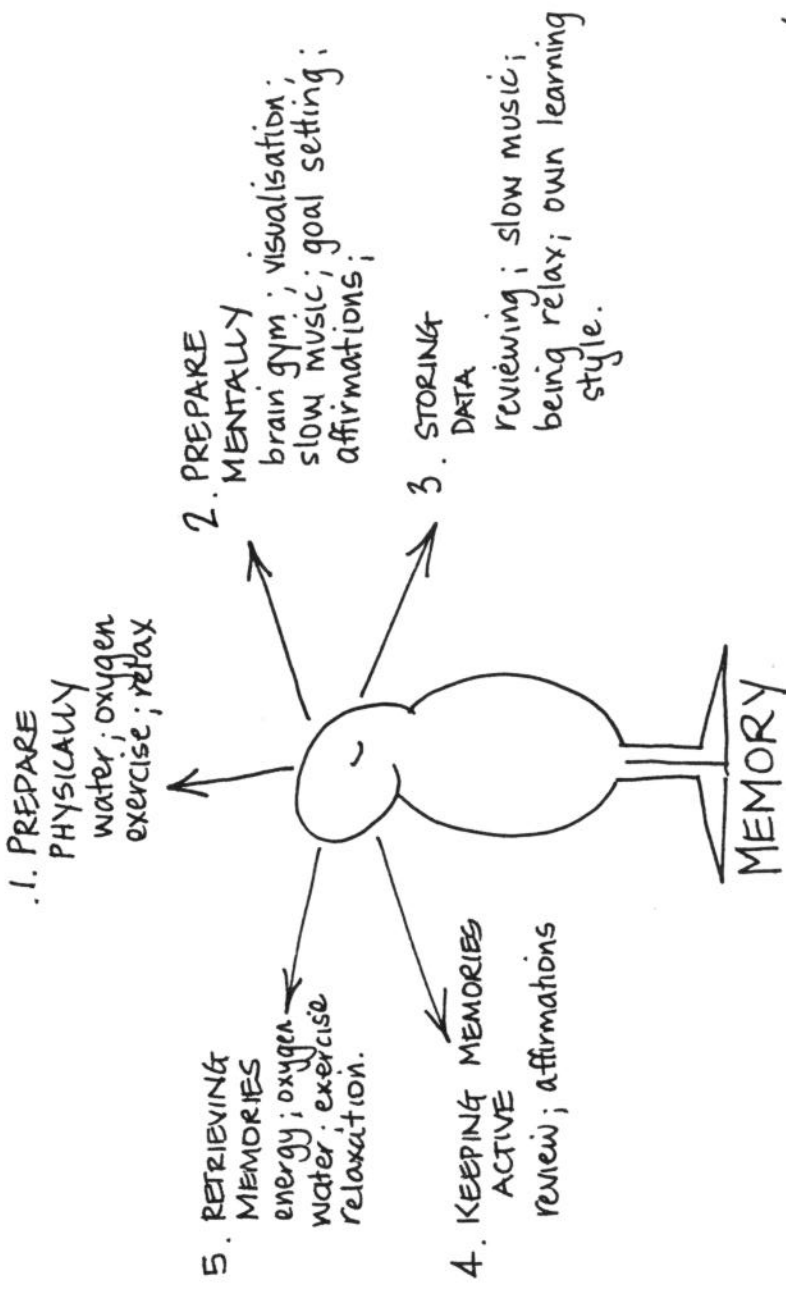 .1. PREPARE
PHYSICALLY
water; oxygen
exercise; relax
2. PREPARE
MENTALLY
brain gym; visualisation;
slow music; goal setting;
affirmations;
3. STORING
DATA
reviewing; slow music;
being relax; own learning
style.
4. KEEPING MEMORIES
ACTIVE
review; affirmations
5. RETRIEVING
MEMORIES
energy; oxygen
water; exercise
relaxation.
MEMORY